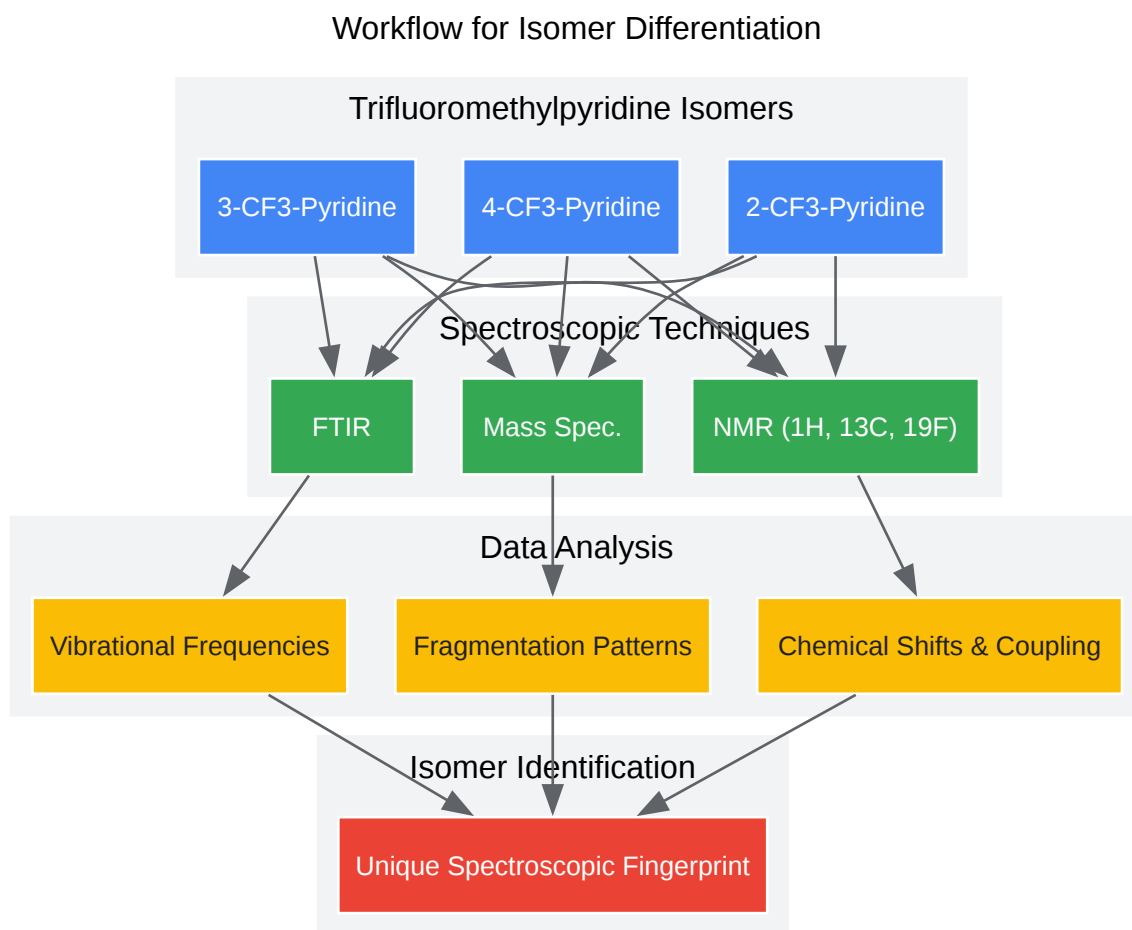 Workflow for Isomer Differentiation
Trifluoromethylpyridine Isomers
3-CF3-Pyridine
4-CF3-Pyridine
2-CF3-Pyridine
Spectroscopic Techniques
FTIR
Mass Spec.
NMR (1H, 13C, 19F)
Data Analysis
Vibrational Frequencies
Fragmentation Patterns
Chemical Shifts & Coupling
Isomer Identification
Unique Spectroscopic Fingerprint